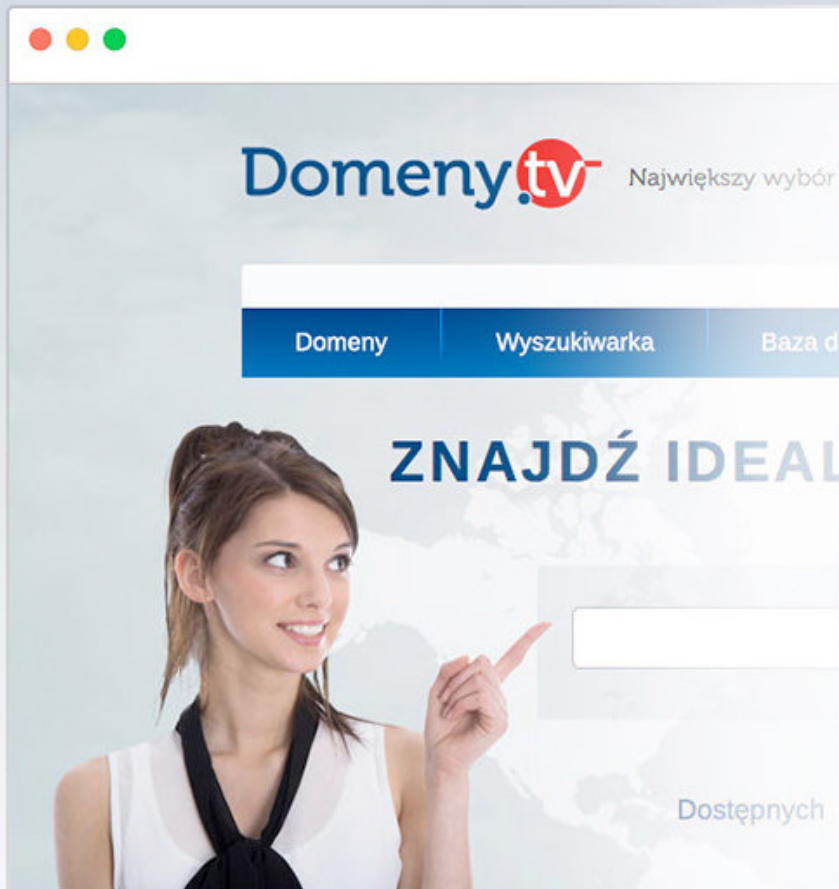 Domeny.tv
Największy wybór
Domeny Wyszukiwarka Baza d
ZNAJDŹ IDEAL
Dostępnych